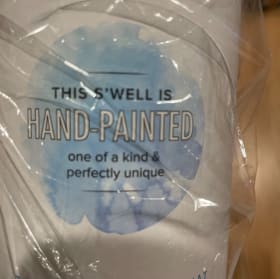 THIS S'WELL IS
HAND-PAINTED
one of a kind &
perfectly unique